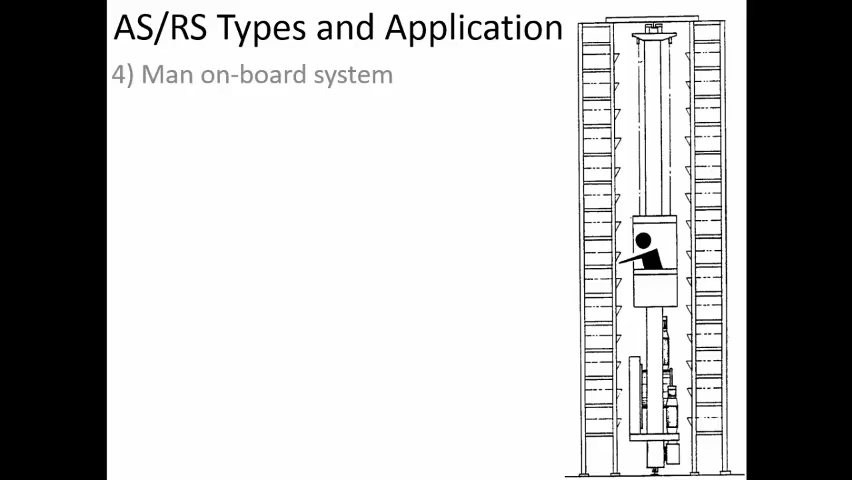 AS/RS Types and Application
4) Man on-board system